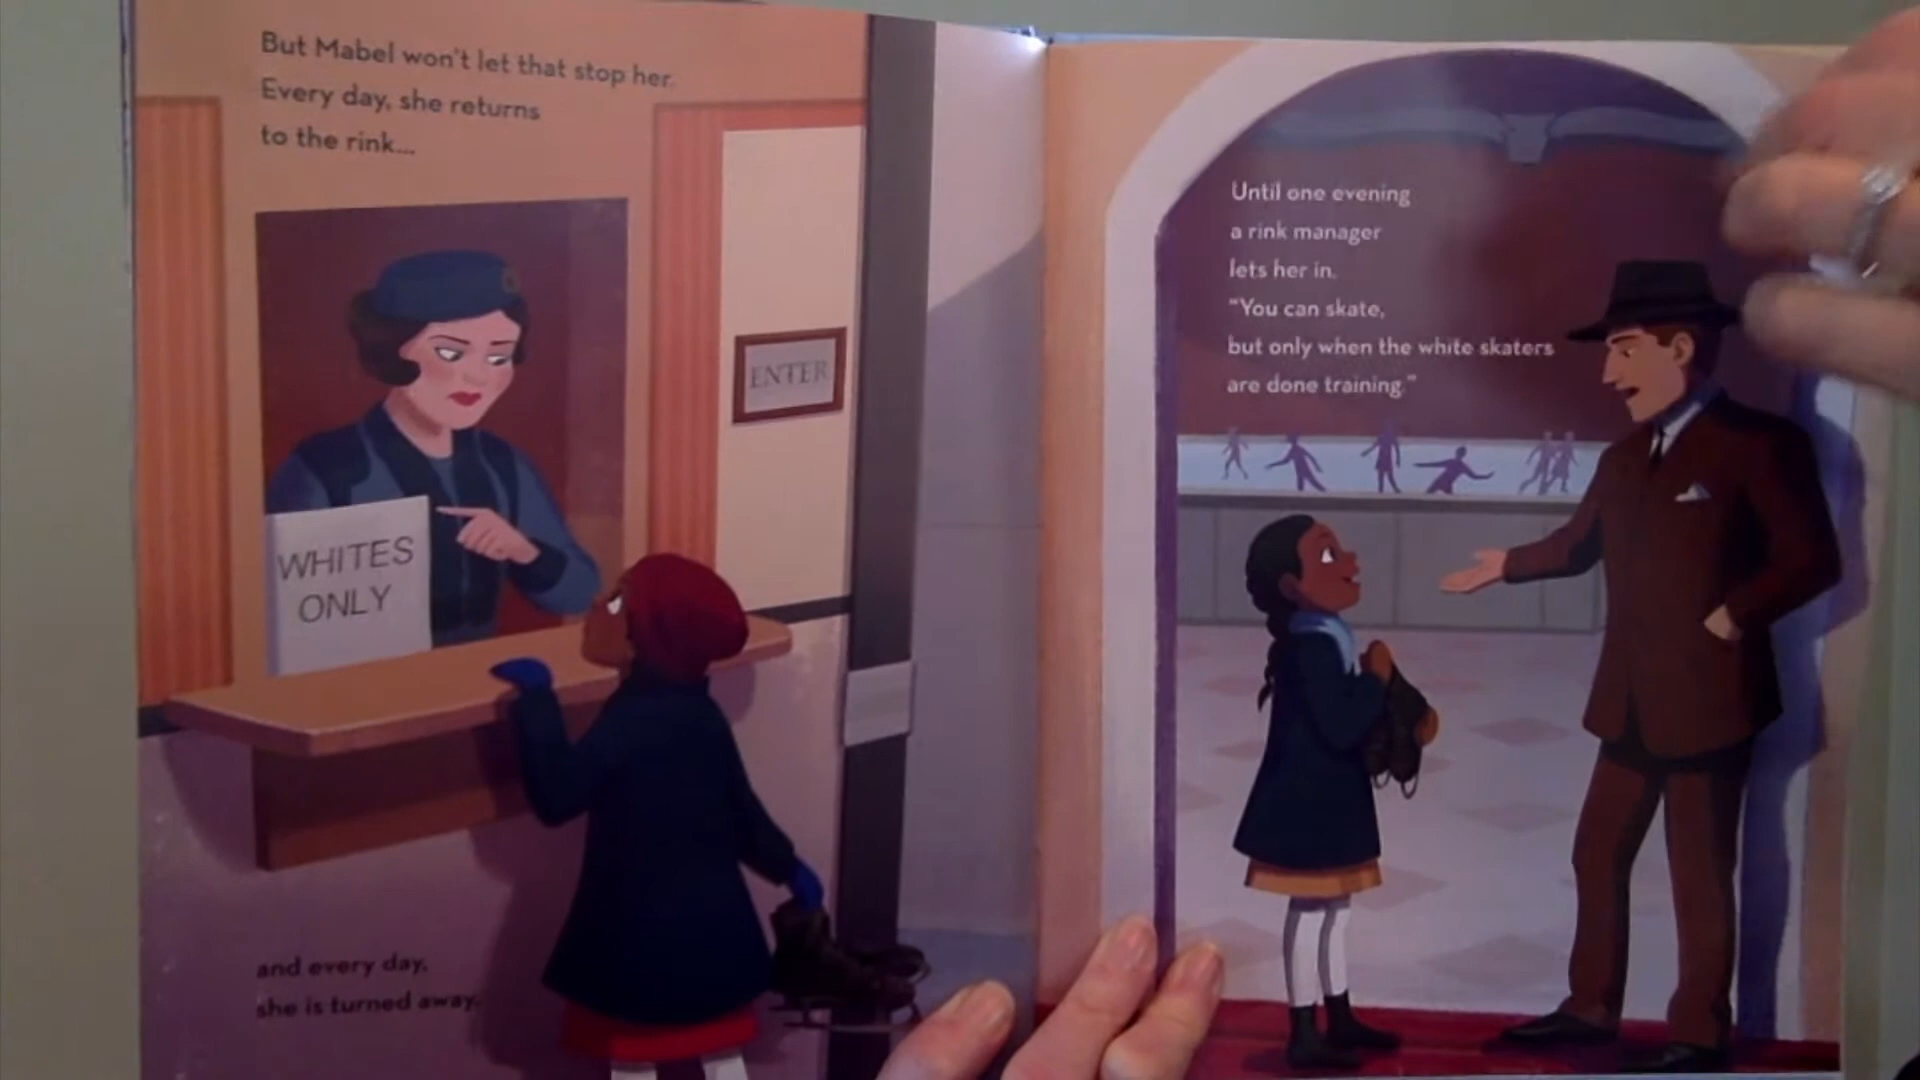 But Mabel won't let that stop her.
Every day, she returns
to the rink...
ENTER
WHITES
ONLY
and every day,
she is turned away.
Until one evening
a rink manager
lets her in.
"You can skate,
but only when the white skaters
are done training."